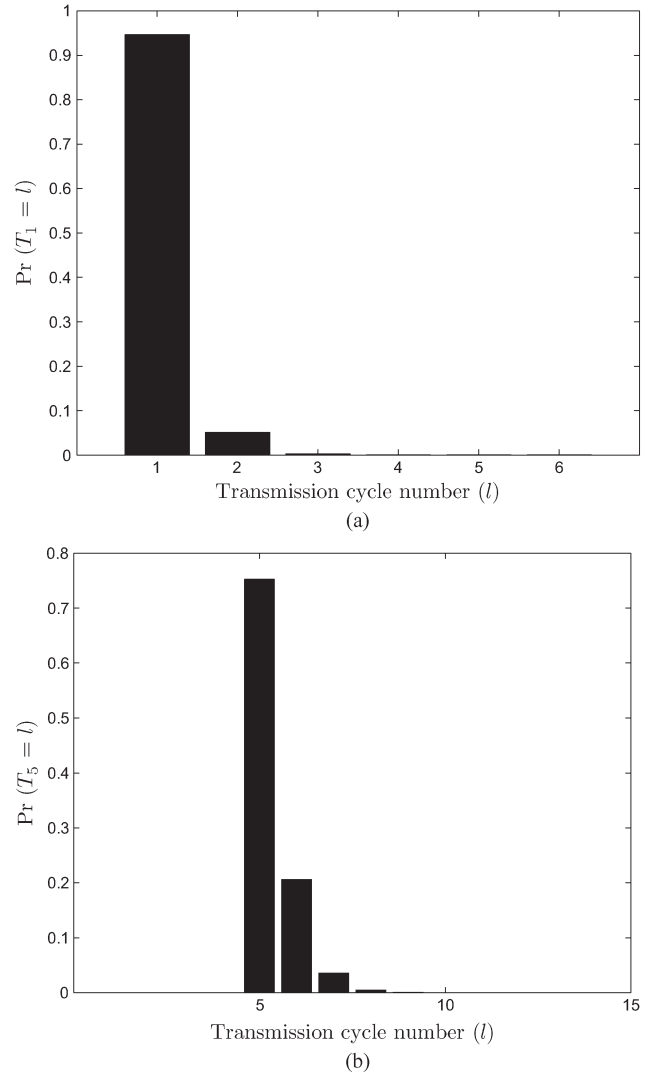 1
0.9
0.8
0.7
0.6
0.5
0.4
0.3
0.2
0.1
0
Pr (T₁ = l)
1 2 3 4 5 6
Transmission cycle number (l)
(a)
0.8
0.7
0.6
0.5
0.4
0.3
0.2
0.1
0
Pr (T₅ = l)
5 10 15
Transmission cycle number (l)
(b)